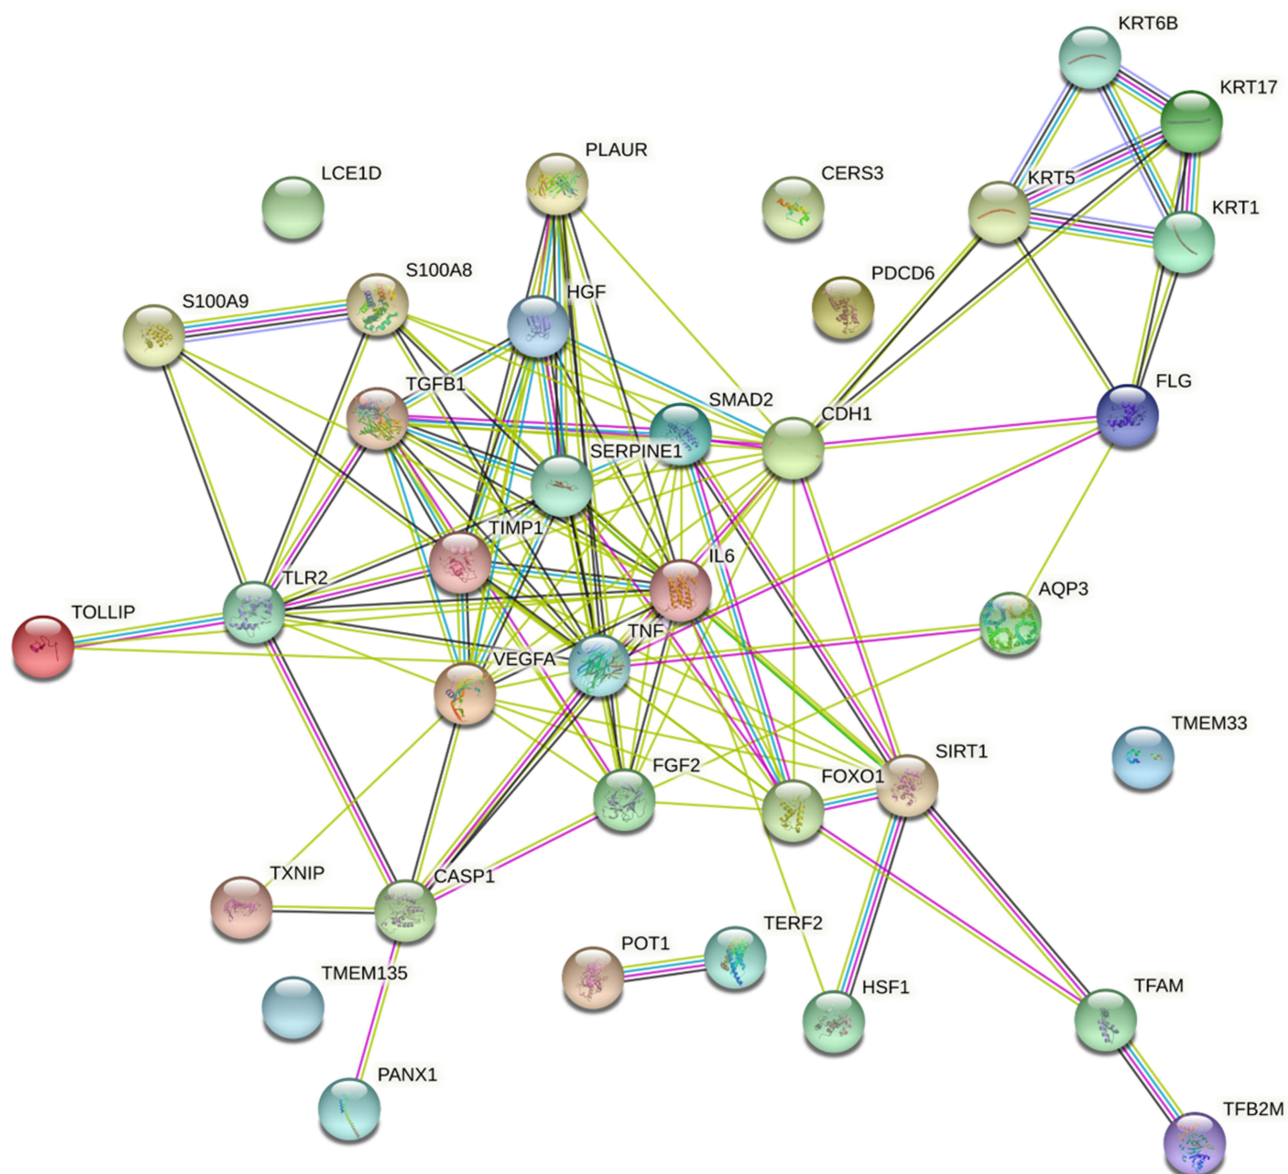 KRT6B
KRT17
PLAUR
LCE1D
CERS3
KRT5
KRT1
S100A8
PDCD6
S100A9
HGF
TGFB1
FLG
SMAD2
CDH1
SERPINE1
TIMP1
IL6
TLR2
AQP3
TOLLIP
TNF
VEGFA
TMEM33
SIRT1
FGF2
FOXO1
TXNIP
CASP1
TERF2
POT1
TMEM135
HSF1
TFAM
PANX1
TFB2M